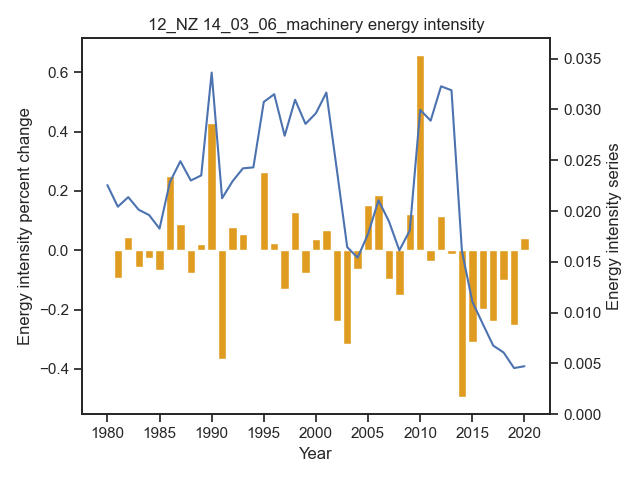 12_NZ 14_03_06_machinery energy intensity
Energy intensity percent change
0.6
0.4
0.2
0.0
−0.2
−0.4
0.035
0.030
0.025
0.020
0.015
0.010
0.005
0.000
Energy intensity series
1980 1985 1990 1995 2000 2005 2010 2015 2020
Year